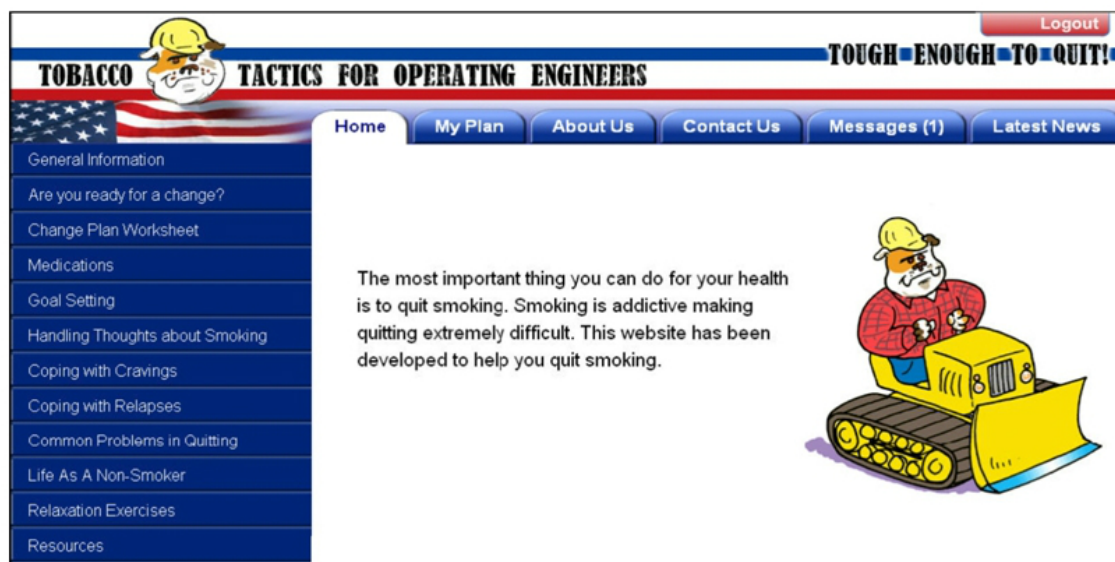 Logout
TOUGH ENOUGH TO QUIT!
TOBACCO TACTICS FOR OPERATING ENGINEERS
Home My Plan About Us Contact Us Messages (1) Latest News
General Information
Are you ready for a change?
Change Plan Worksheet
Medications
Goal Setting
Handling Thoughts about Smoking
Coping with Cravings
Coping with Relapses
Common Problems in Quitting
Life As A Non-Smoker
Relaxation Exercises
Resources
The most important thing you can do for your health
is to quit smoking. Smoking is addictive making
quitting extremely difficult. This website has been
developed to help you quit smoking.